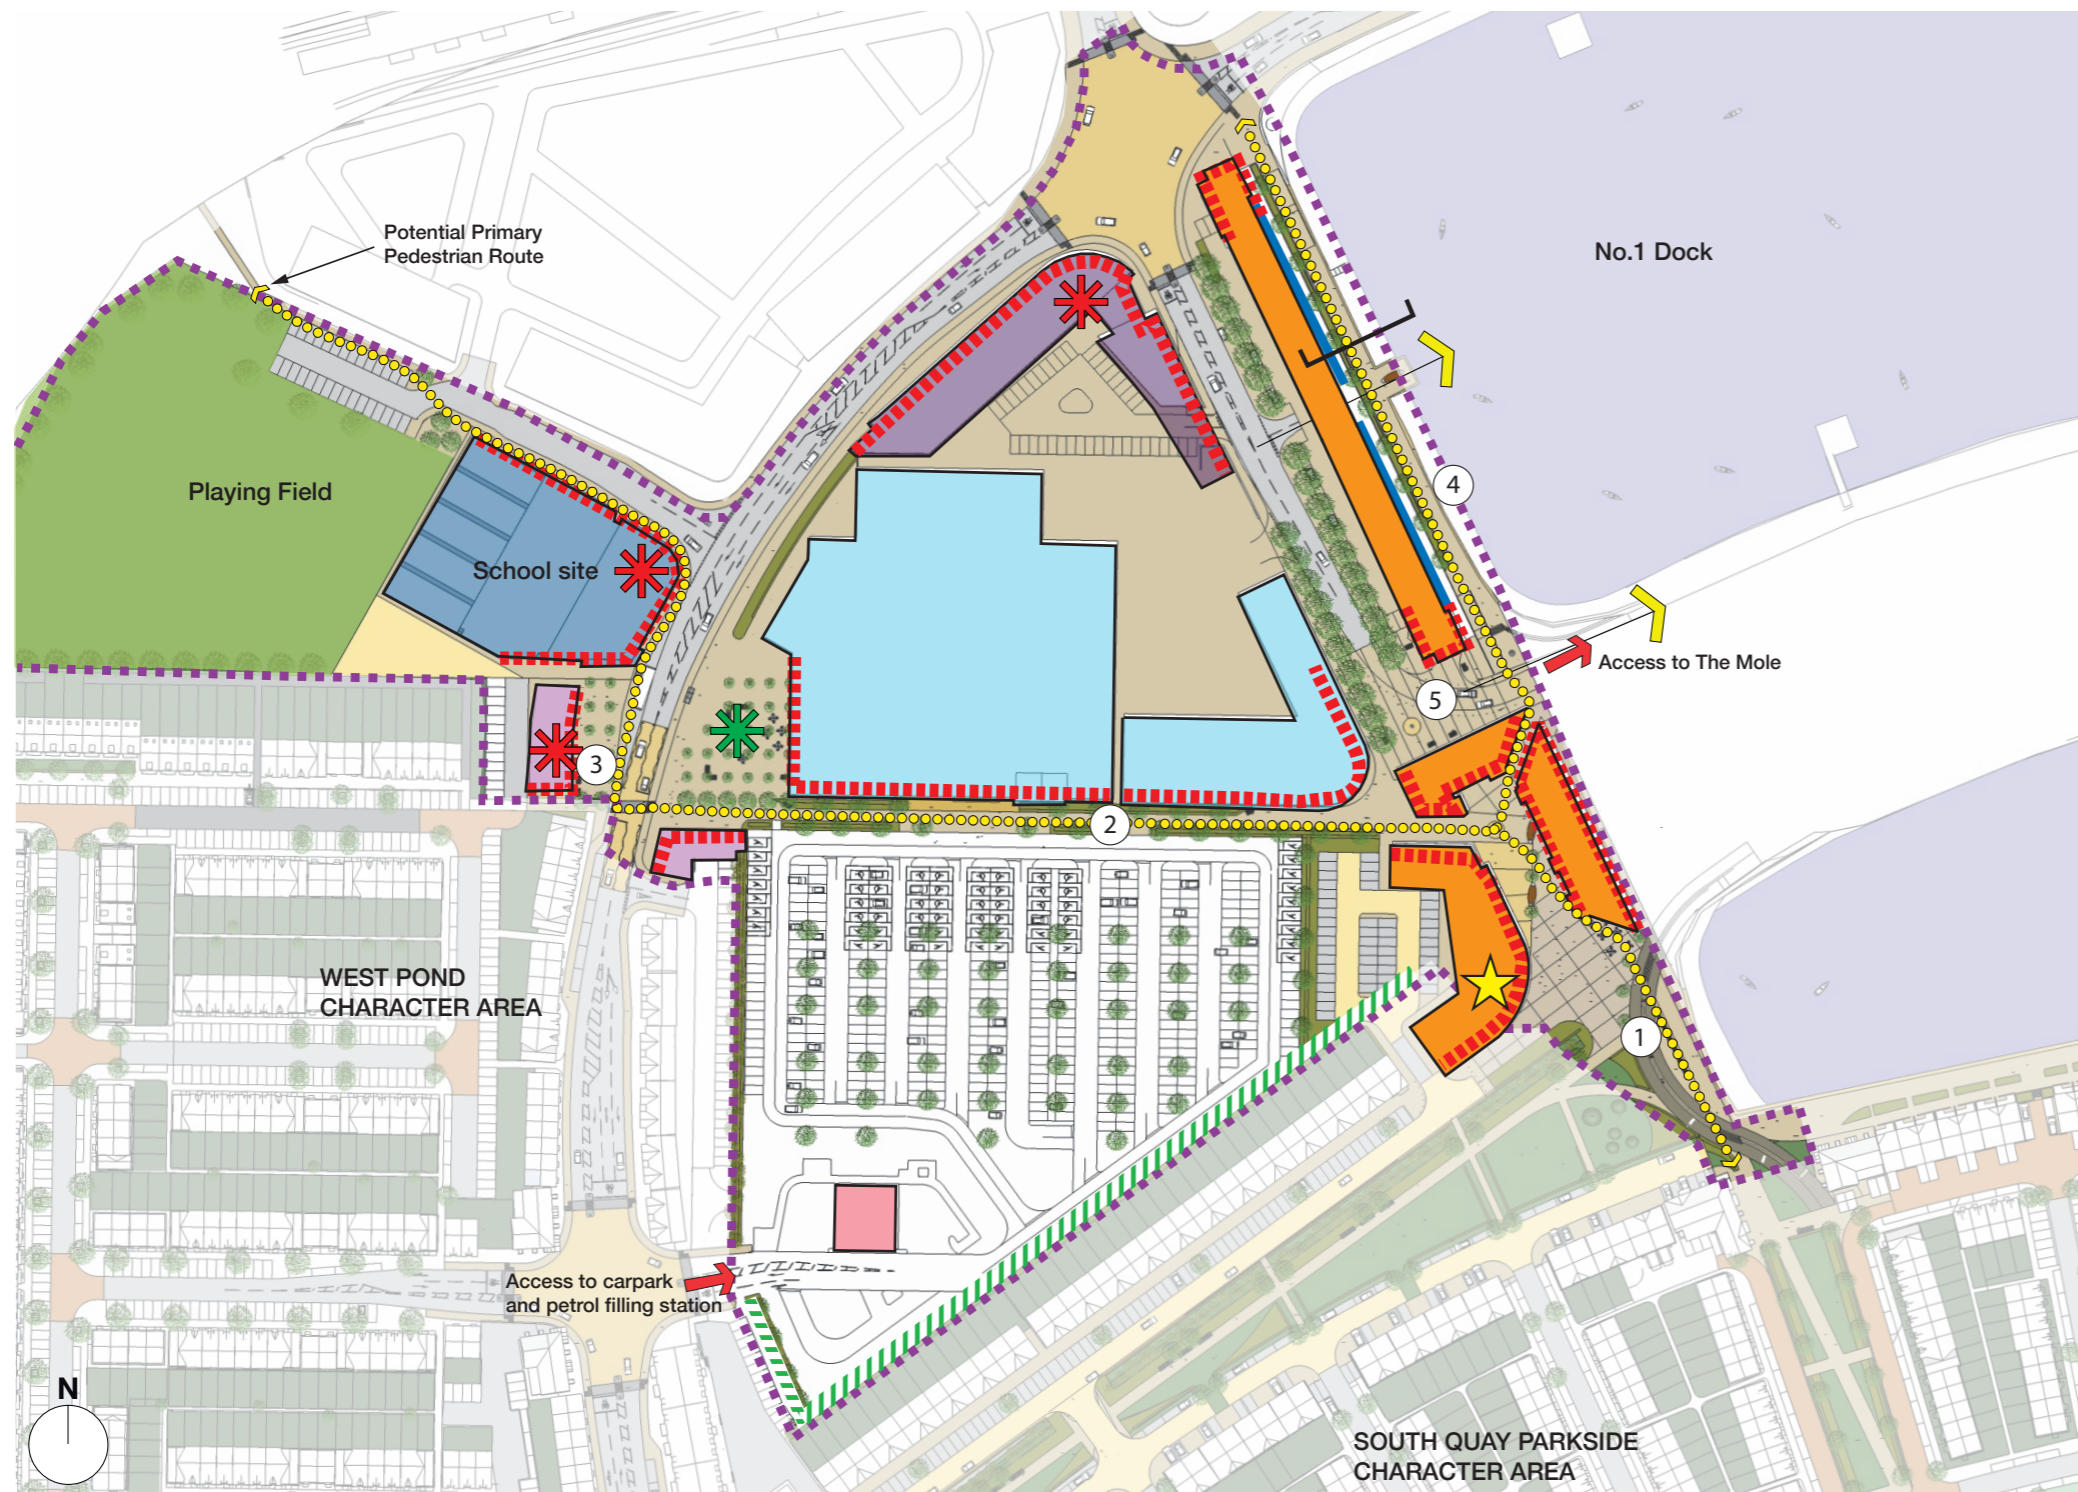 Potential Primary
Pedestrian Route
No.1 Dock
Playing Field
4
School site
Access to The Mole
5
3
2
WEST POND
CHARACTER AREA
1
Access to carpark
and petrol filling station
N
SOUTH QUAY PARKSIDE
CHARACTER AREA